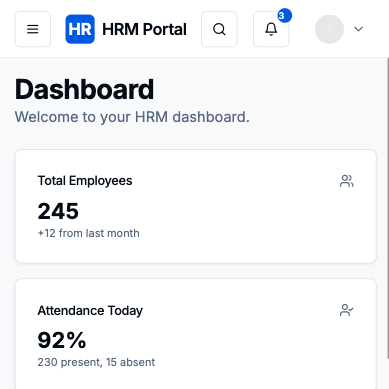 HR HRM Portal 3
Dashboard
Welcome to your HRM dashboard.
Total Employees
245
+12 from last month
Attendance Today
92%
230 present, 15 absent